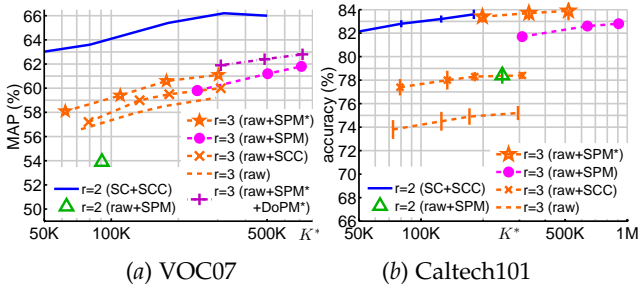 MAP (%)
66
64
62
60
58
56
54
52
50
r=2 (SC+SCC)
r=2 (raw+SPM)
r=3 (raw+SPM*)
r=3 (raw+SPM)
r=3 (raw+SCC)
r=3 (raw)
r=3 (raw+SPM*
+DoPM*)
50K 100K 500K K*
(a) VOC07
accuracy (%)
84
82
80
78
76
74
72
70
68
66
r=2 (SC+SCC)
r=2 (raw+SPM)
r=3 (raw+SPM*)
r=3 (raw+SPM)
r=3 (raw+SCC)
r=3 (raw)
50K 100K K* 500K 1M
(b) Caltech101